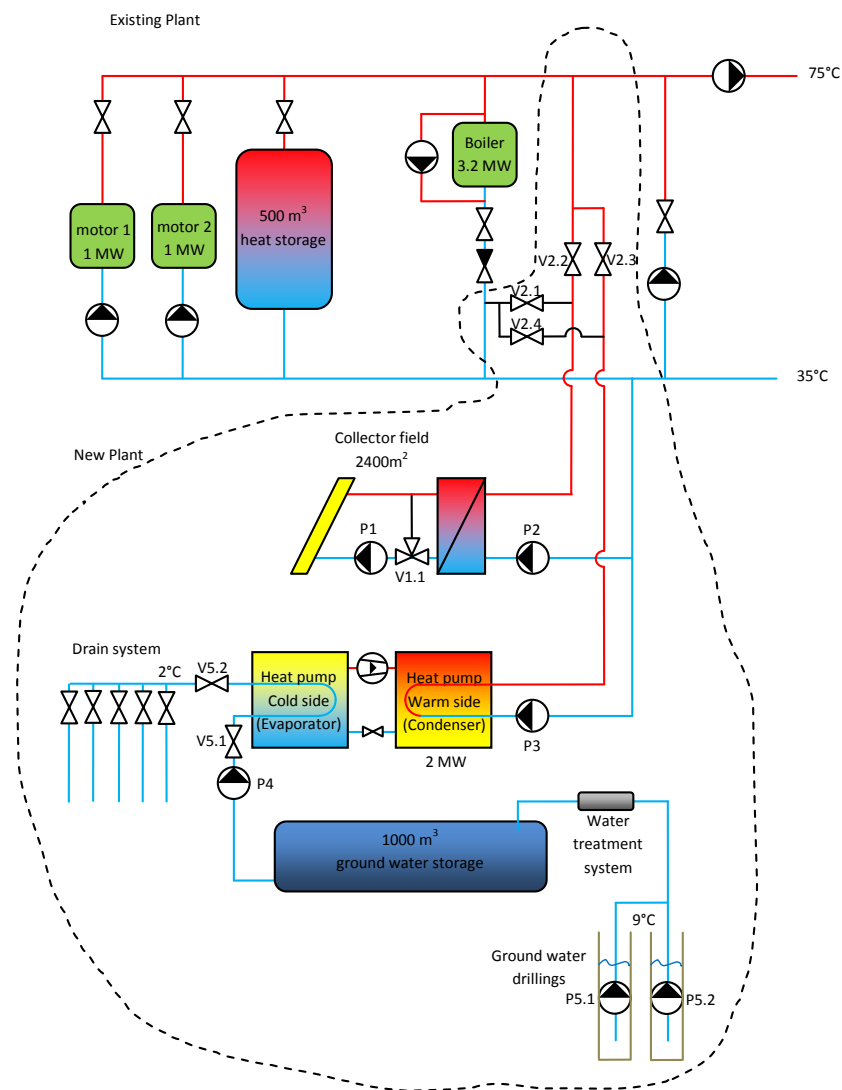 Existing Plant
75°C
Boiler
3.2 MW
500 m³
heat storage
motor 1
1 MW
motor 2
1 MW
V2.2
V2.3
V2.1
V2.4
35°C
Collector field
2400m²
New Plant
P1
P2
V1.1
Drain system
2°C
V5.2
Heat pump
Cold side
(Evaporator)
Heat pump
Warm side
(Condenser)
V5.1
P3
2 MW
P4
1000 m³
ground water storage
Water
treatment
system
9°C
Ground water
drillings
P5.1
P5.2